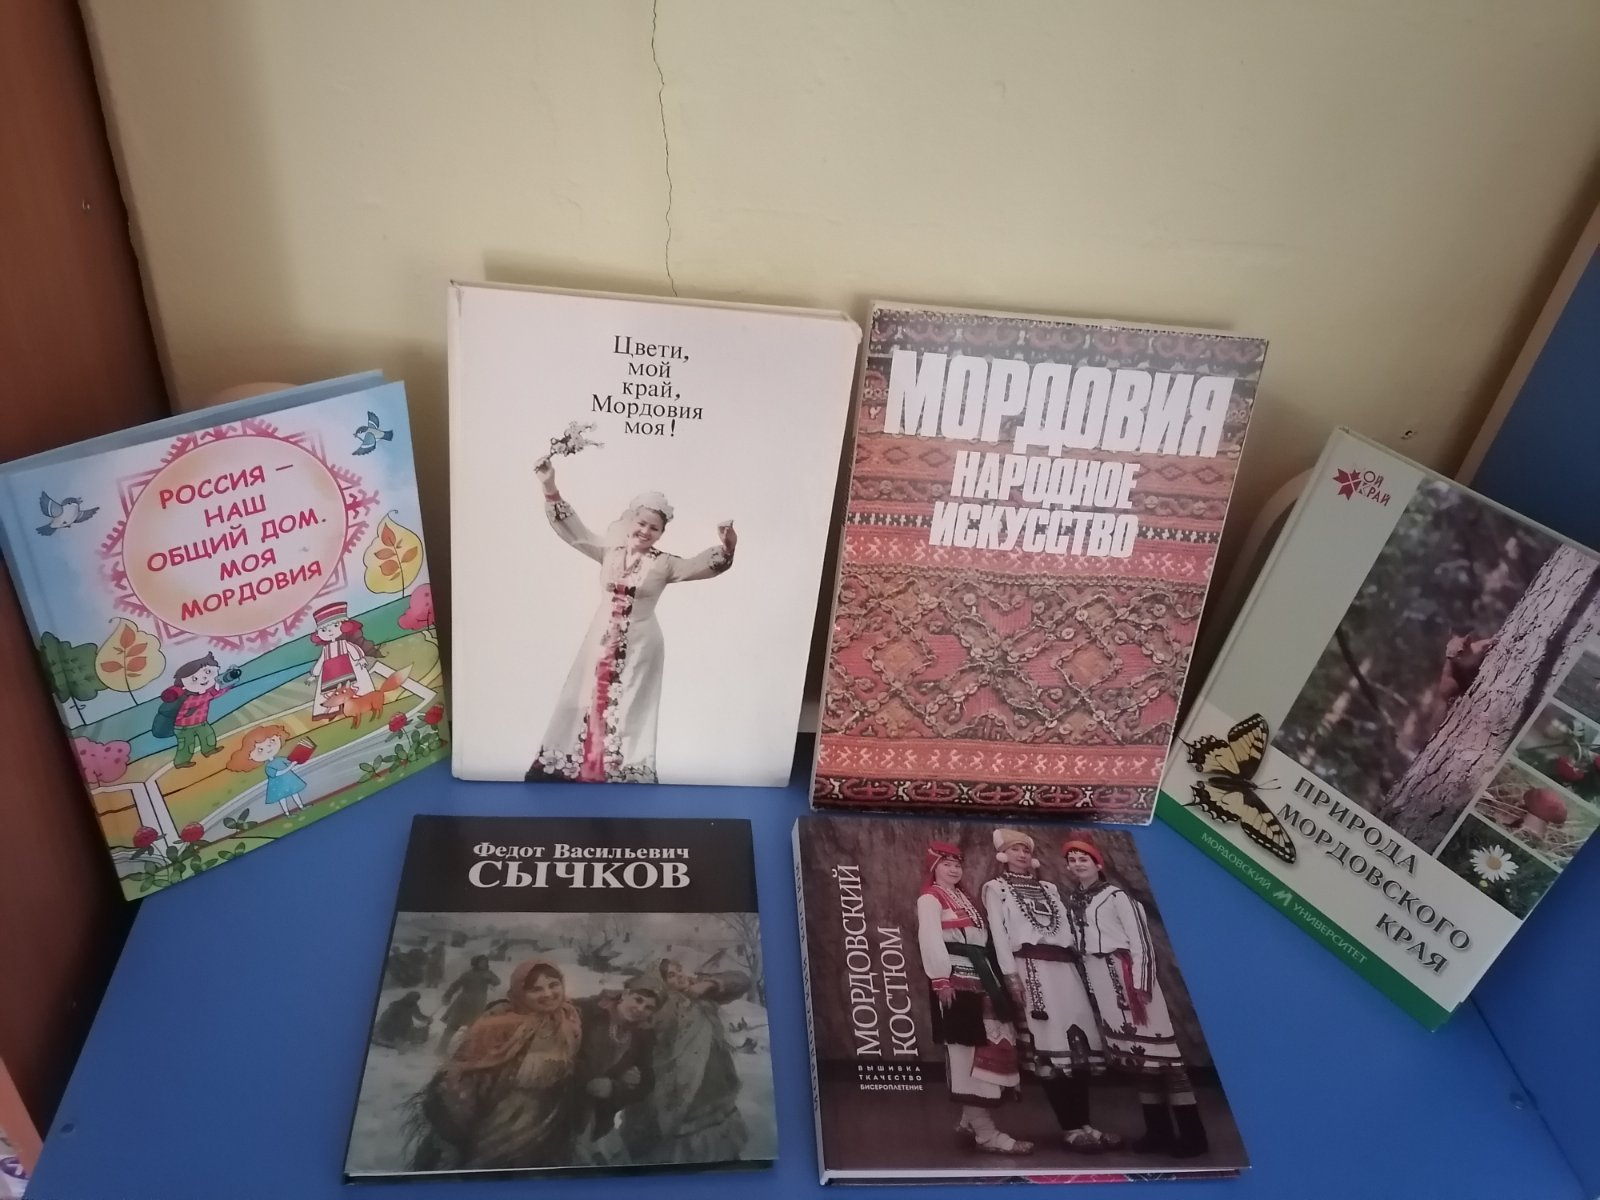 РОССИЯ –
НАШ
ОБЩИЙ ДОМ.
МОЯ
МОРДОВИЯ
Цвети,
мой
край,
Мордовия
моя!
МОРДОВИЯ
НАРОДНОЕ
ИСКУССТВО
ОЙ
КРАЙ
ПРИРОДА
МОРДОВСКОГО
КРАЯ
МОРДОВСКИЙ УНИВЕРСИТЕТ
Федот Васильевич
СЫЧКОВ
МОРДОВСКИЙ
КОСТЮМ
ВЫШИВКА
ТКАЧЕСТВО
БИСЕРОПЛЕТЕНИЕ